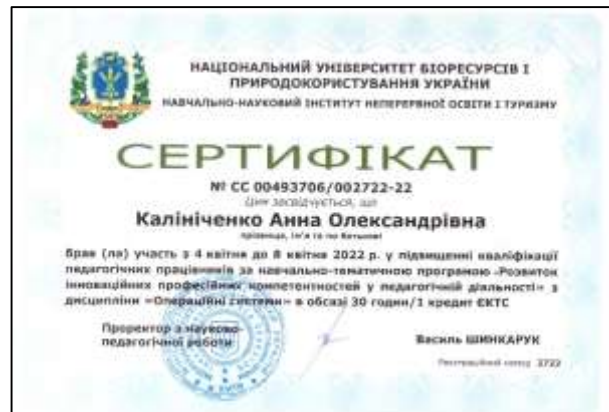 НАЦІОНАЛЬНИЙ УНІВЕРСИТЕТ БІОРЕСУРСІВ І
ПРИРОДОКОРИСТУВАННЯ УКРАЇНИ
НАВЧАЛЬНО-НАУКОВИЙ ІНСТИТУТ НЕПЕРЕРВНОЇ ОСВІТИ І ТУРИЗМУ
СЕРТИФІКАТ
№ СС 00493706/002722-22
Цим засвідчується, що
Калініченко Анна Олександрівна
прізвище, ім'я та по батькові
брав (ла) участь з 4 квітня до 8 квітня 2022 р. у підвищенні кваліфікації
педагогічних працівників за навчально-тематичною програмою «Розвиток
інноваційних професійних компетентностей у педагогічній діяльності» з
дисципліни «Операційні системи» в обсязі 30 годин/1 кредит ЄКТС
Проректор з науково-
педагогічної роботи
Василь ШИНКАРУК
Реєстраційний номер 2722